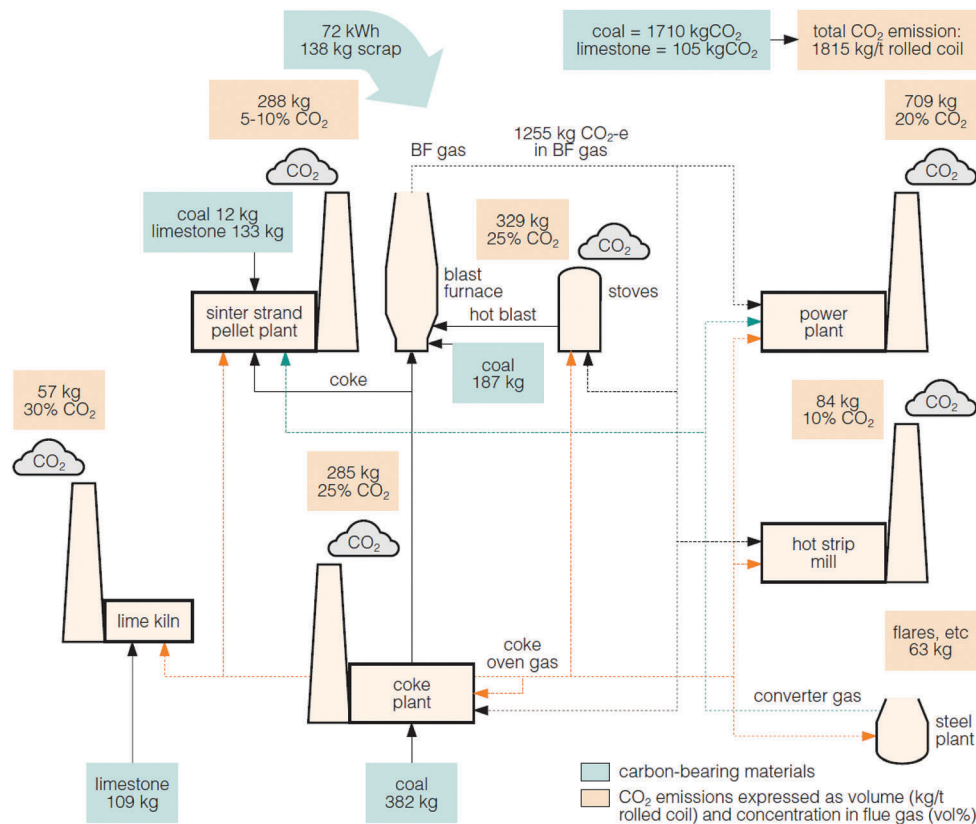 72 kWh
138 kg scrap
coal = 1710 kgCO₂
limestone = 105 kgCO₂
total CO₂ emission:
1815 kg/t rolled coil
288 kg
5-10% CO₂
CO₂
BF gas
1255 kg CO₂-e
in BF gas
709 kg
20% CO₂
CO₂
coal 12 kg
limestone 133 kg
329 kg
25% CO₂
CO₂
sinter strand
pellet plant
blast
furnace
hot blast
stoves
power
plant
coke
coal
187 kg
57 kg
30% CO₂
CO₂
84 kg
10% CO₂
CO₂
285 kg
25% CO₂
CO₂
hot strip
mill
lime kiln
coke
oven gas
flares, etc
63 kg
coke
plant
converter gas
steel
plant
limestone
109 kg
coal
382 kg
carbon-bearing materials
CO₂ emissions expressed as volume (kg/t
rolled coil) and concentration in flue gas (vol%)